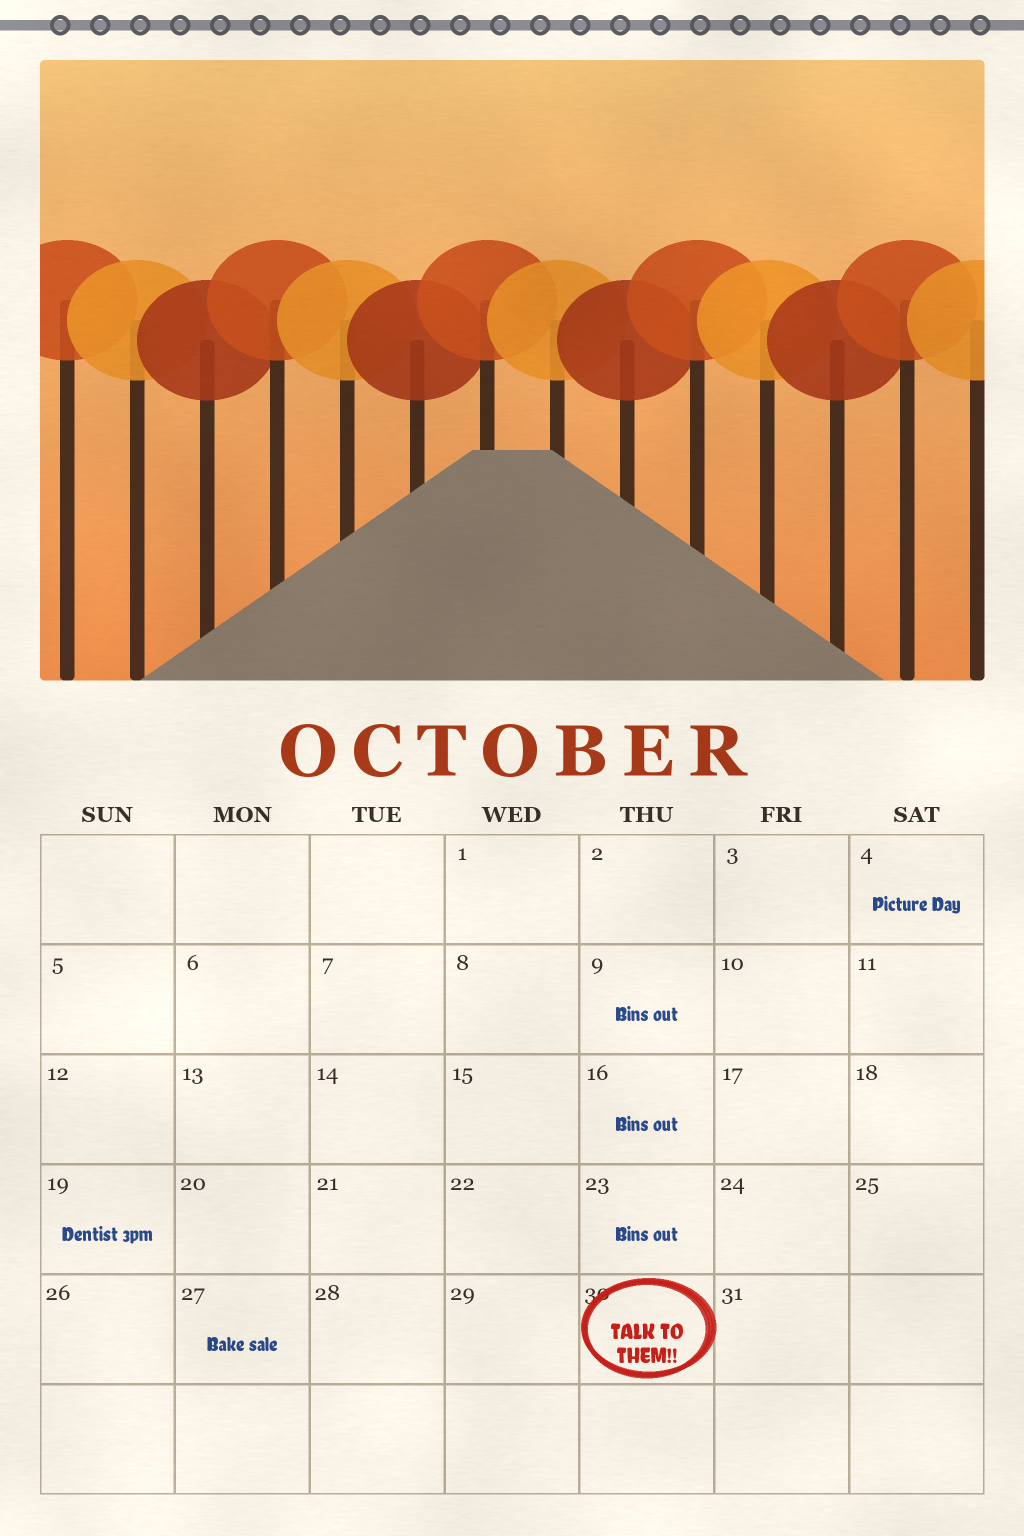 OCTOBER
SUN MON TUE WED THU FRI SAT
1 2 3 4
Picture Day
5 6 7 8 9 10 11
Bins out
12 13 14 15 16 17 18
Bins out
19 20 21 22 23 24 25
Dentist 3pm Bins out
26 27 28 29 30 31
TALK TO
Bake sale
THEM!!